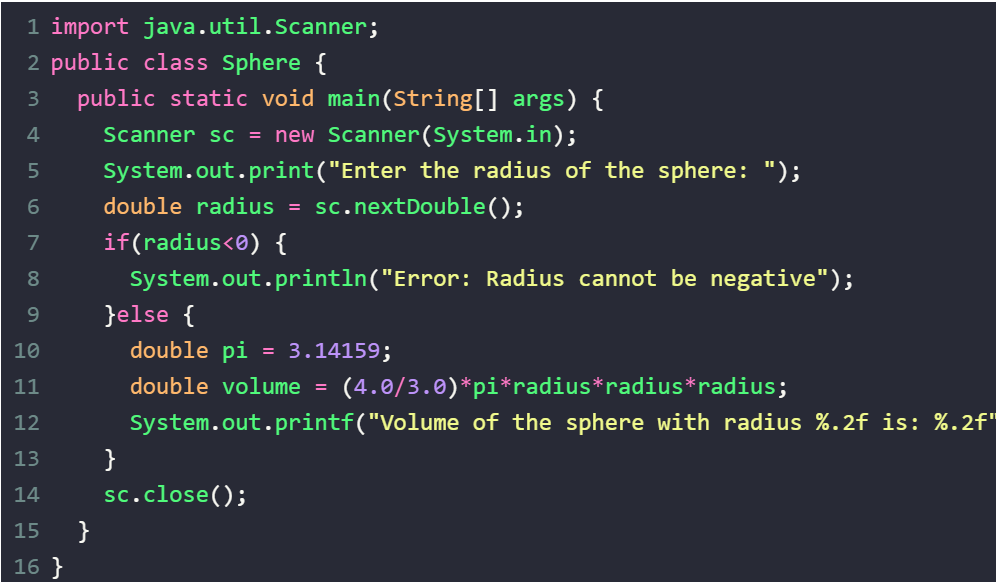 1 import java.util.Scanner;
2 public class Sphere {
3   public static void main(String[] args) {
4     Scanner sc = new Scanner(System.in);
5     System.out.print("Enter the radius of the sphere: ");
6     double radius = sc.nextDouble();
7     if(radius<0) {
8       System.out.println("Error: Radius cannot be negative");
9     }else {
10       double pi = 3.14159;
11       double volume = (4.0/3.0)*pi*radius*radius*radius;
12       System.out.printf("Volume of the sphere with radius %.2f is: %.2f"
13     }
14     sc.close();
15   }
16 }